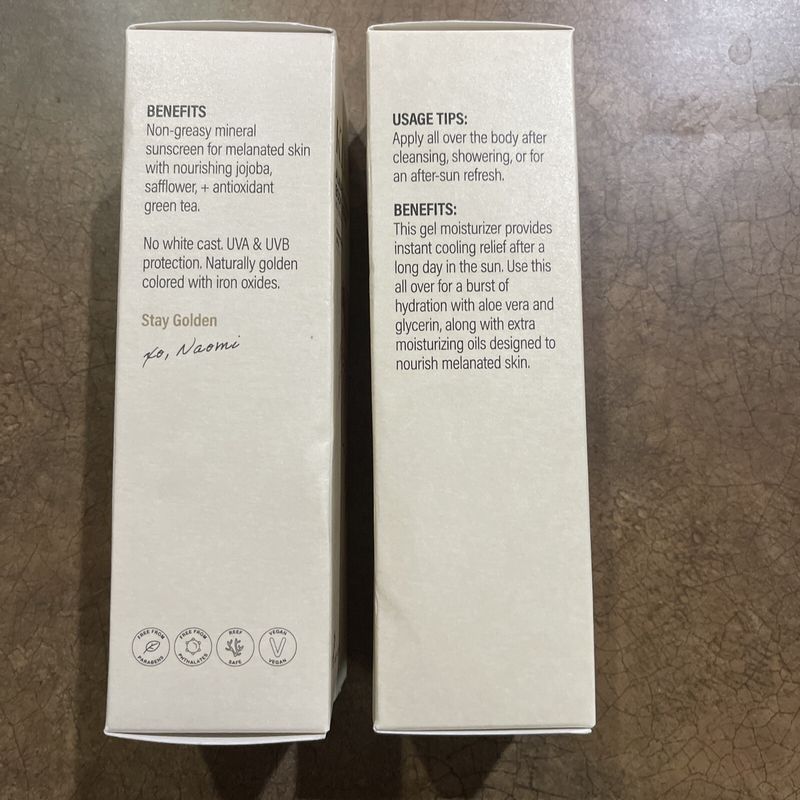 BENEFITS
Non-greasy mineral
sunscreen for melanated skin
with nourishing jojoba,
safflower, + antioxidant
green tea.
No white cast. UVA & UVB
protection. Naturally golden
colored with iron oxides.
Stay Golden
xo, Naomi
FREE FROM PARABENS
FREE FROM PHTHALATES
REEF SAFE
VEGAN VEGAN
USAGE TIPS:
Apply all over the body after
cleansing, showering, or for
an after-sun refresh.
BENEFITS:
This gel moisturizer provides
instant cooling relief after a
long day in the sun. Use this
all over for a burst of
hydration with aloe vera and
glycerin, along with extra
moisturizing oils designed to
nourish melanated skin.